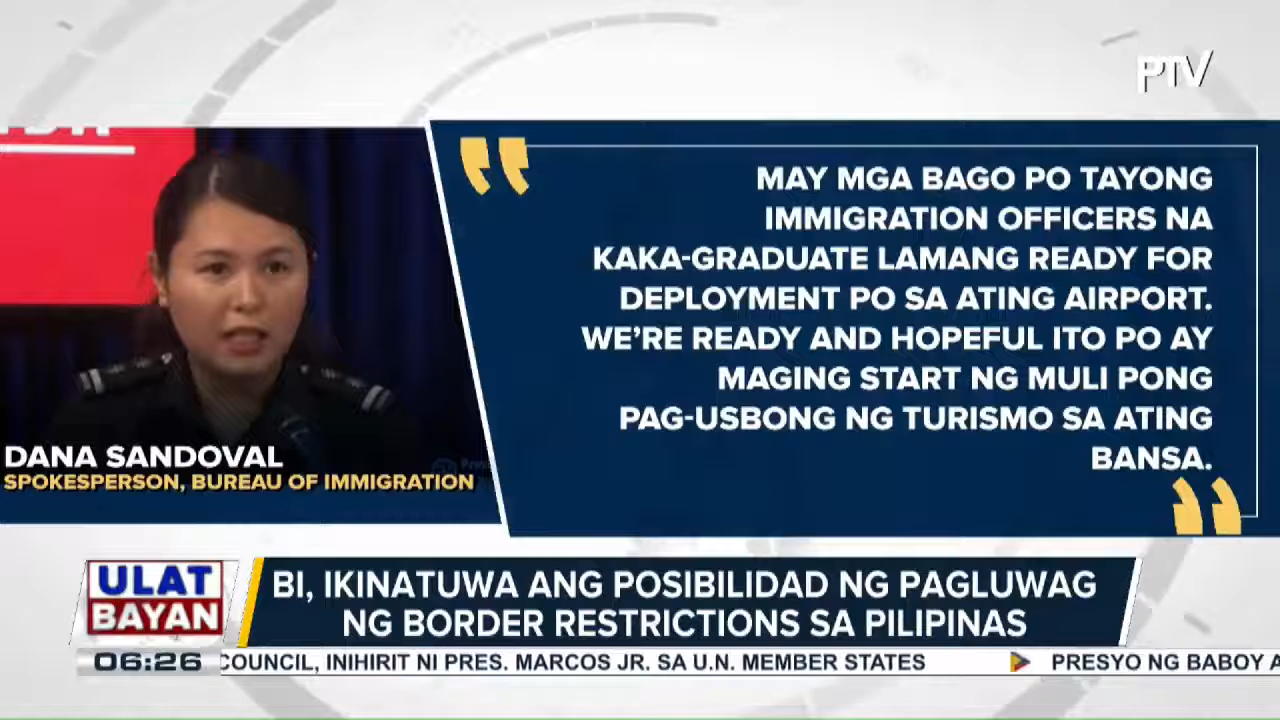 PTV
MAY MGA BAGO PO TAYONG
IMMIGRATION OFFICERS NA
KAKA-GRADUATE LAMANG READY FOR
DEPLOYMENT PO SA ATING AIRPORT.
WE'RE READY AND HOPEFUL ITO PO AY
MAGING START NG MULI PONG
PAG-USBONG NG TURISMO SA ATING
BANSA.
DANA SANDOVAL
SPOKESPERSON, BUREAU OF IMMIGRATION
ULAT
BAYAN
BI, IKINATUWA ANG POSIBILIDAD NG PAGLUWAG
NG BORDER RESTRICTIONS SA PILIPINAS
06:26
COUNCIL, INIHIRIT NI PRES. MARCOS JR. SA U.N. MEMBER STATES
PRESYO NG BABOY A